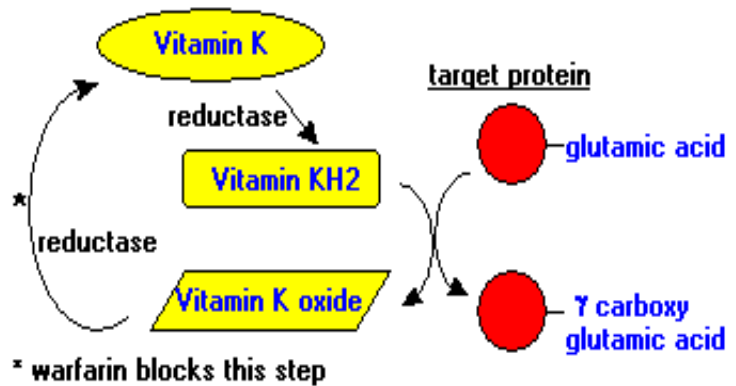 Vitamin K
target protein
reductase
glutamic acid
Vitamin KH2
*
reductase
Vitamin K oxide
γ carboxy
glutamic acid
* warfarin blocks this step